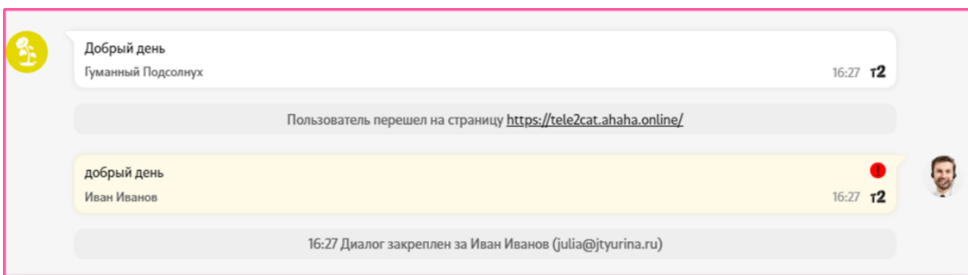 Добрый день
Гуманный Подсолнух
16:27 т2
Пользователь перешел на страницу https://tele2cat.ahaha.online/
добрый день
!
Иван Иванов
16:27 т2
16:27 Диалог закреплен за Иван Иванов (julia@jtyurina.ru)